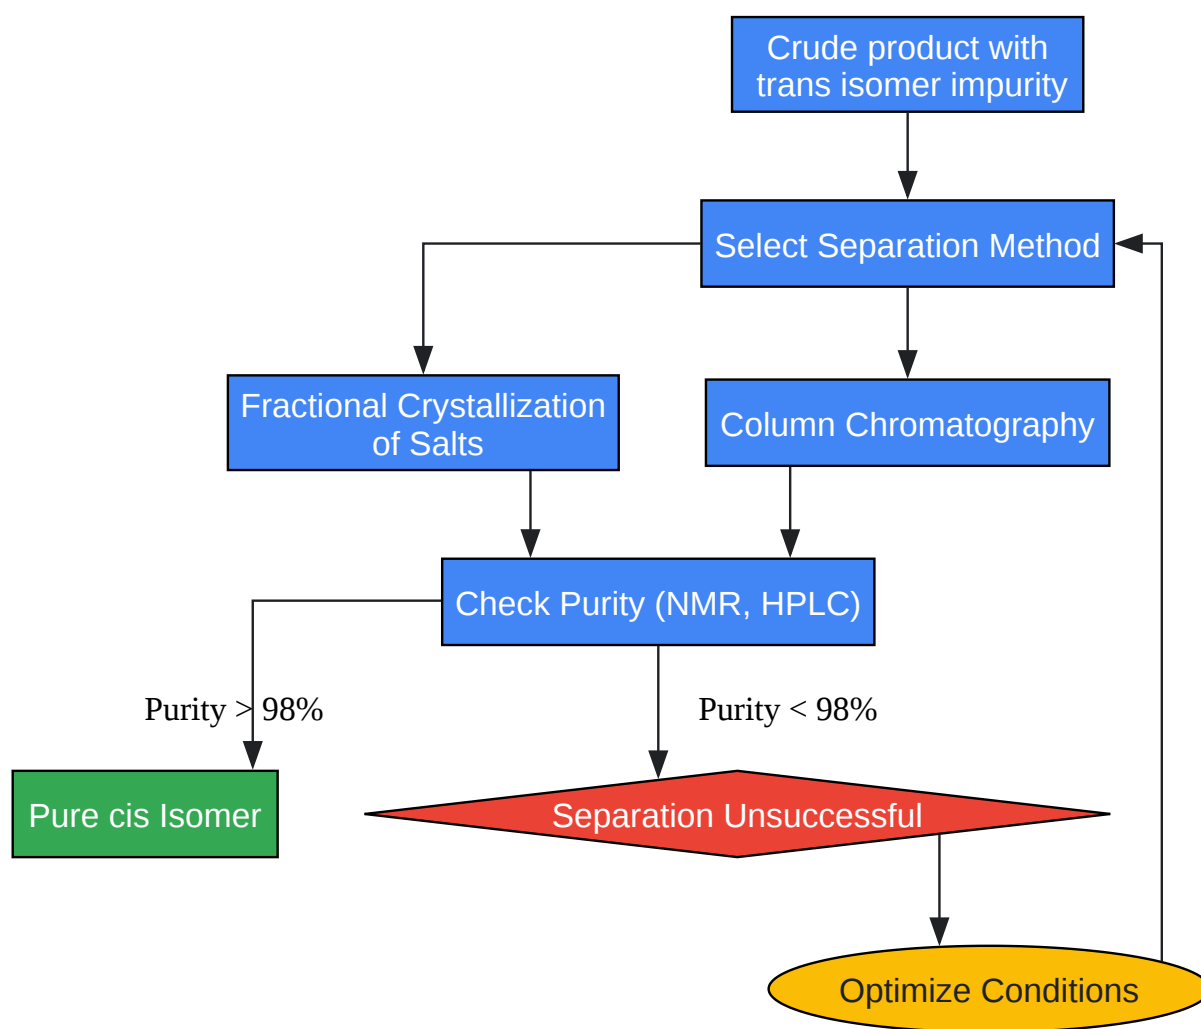 Crude product with
trans isomer impurity
Select Separation Method
Fractional Crystallization
of Salts
Column Chromatography
Check Purity (NMR, HPLC)
Purity > 98%
Purity < 98%
Pure cis Isomer
Separation Unsuccessful
Optimize Conditions